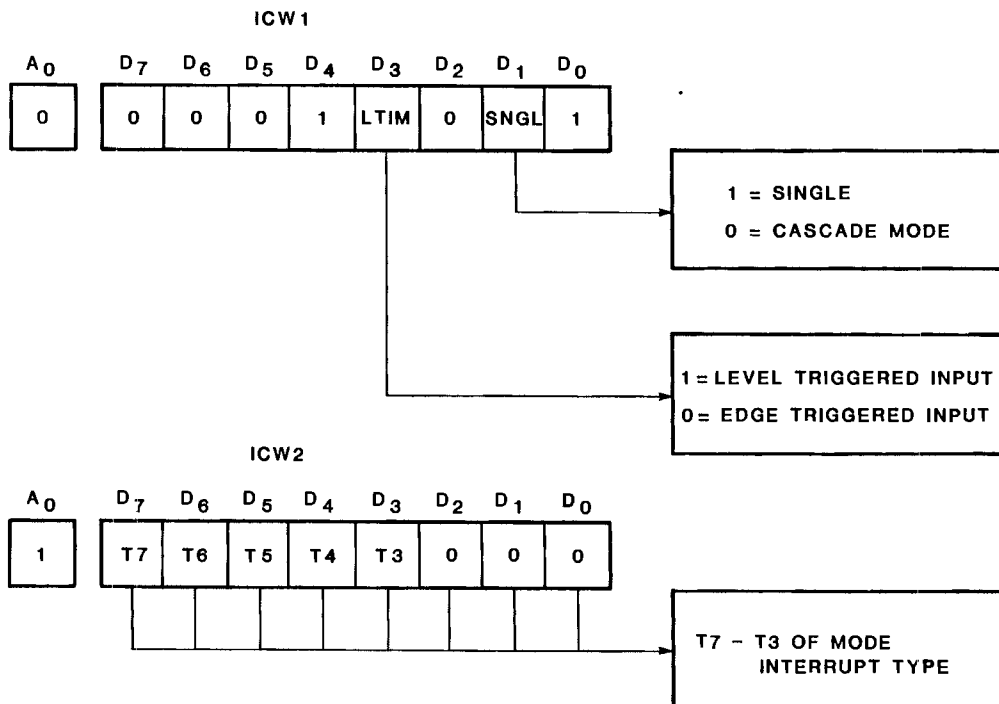 ICW1
A0 D7 D6 D5 D4 D3 D2 D1 D0
0 0 0 0 1 LTIM 0 SNGL 1
1 = SINGLE
0 = CASCADE MODE
1 = LEVEL TRIGGERED INPUT
0 = EDGE TRIGGERED INPUT
ICW2
A0 D7 D6 D5 D4 D3 D2 D1 D0
1 T7 T6 T5 T4 T3 0 0 0
T7 - T3 OF MODE
INTERRUPT TYPE